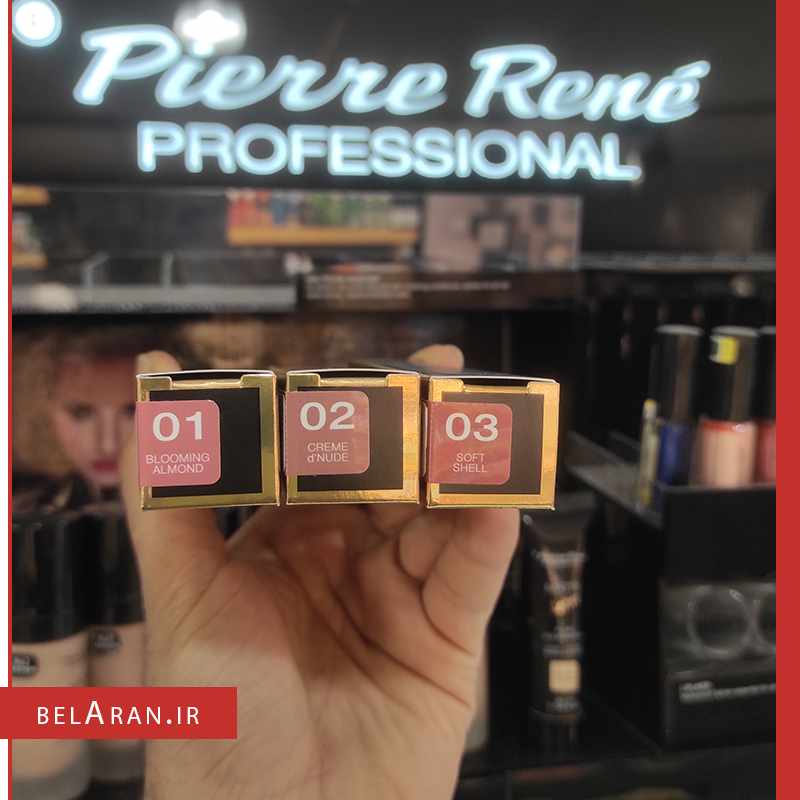 Pierre René
PROFESSIONAL
01
BLOOMING
ALMOND
02
CREME
d'NUDE
03
SOFT
SHELL
BELARAN.IR